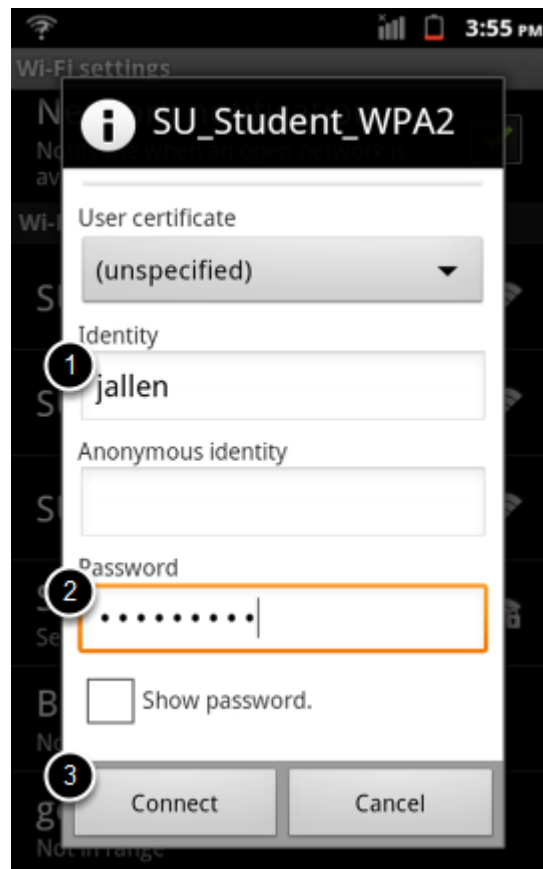 3:55 PM
Wi-Fi settings
SU_Student_WPA2
User certificate
(unspecified)
Identity
1
jallen
Anonymous identity
Password
2
•••••••••
Show password.
3
Connect
Cancel
Not in range